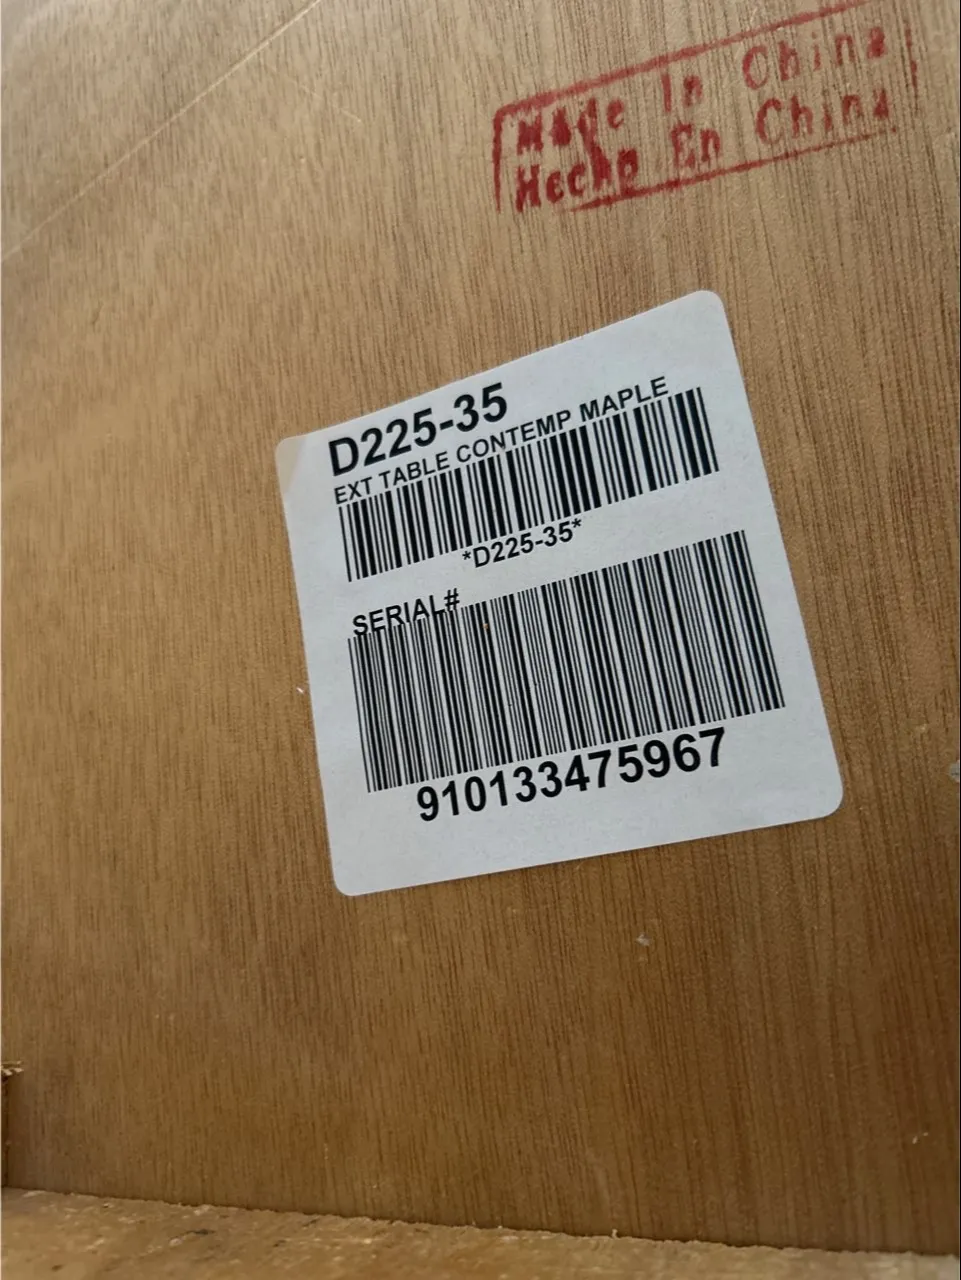 Made In China
Hecho En China
D225-35
EXT TABLE CONTEMP MAPLE
*D225-35*
SERIAL#
910133475967